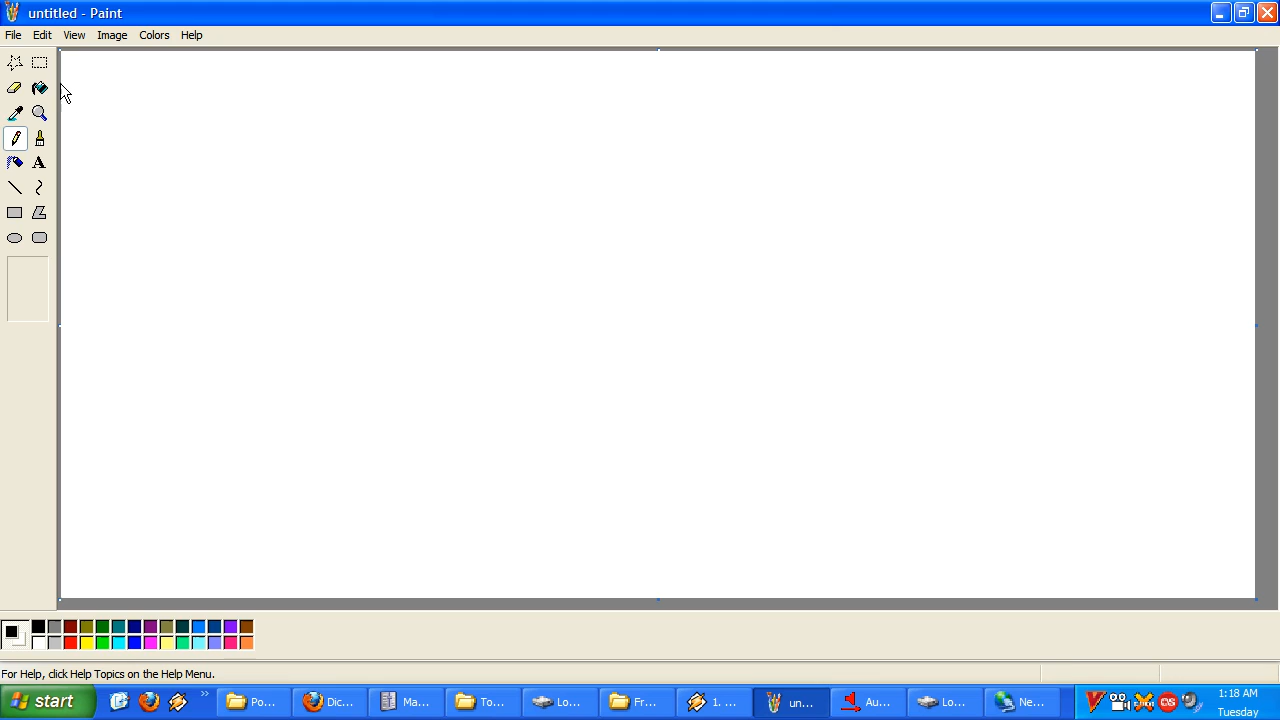 untitled - Paint
File Edit View Image Colors Help
A
For Help, click Help Topics on the Help Menu.
start » Po... Dic... Ma... To... Lo... Fr... 1. ... un... Au... Lo... Ne... 1:18 AM
Tuesday